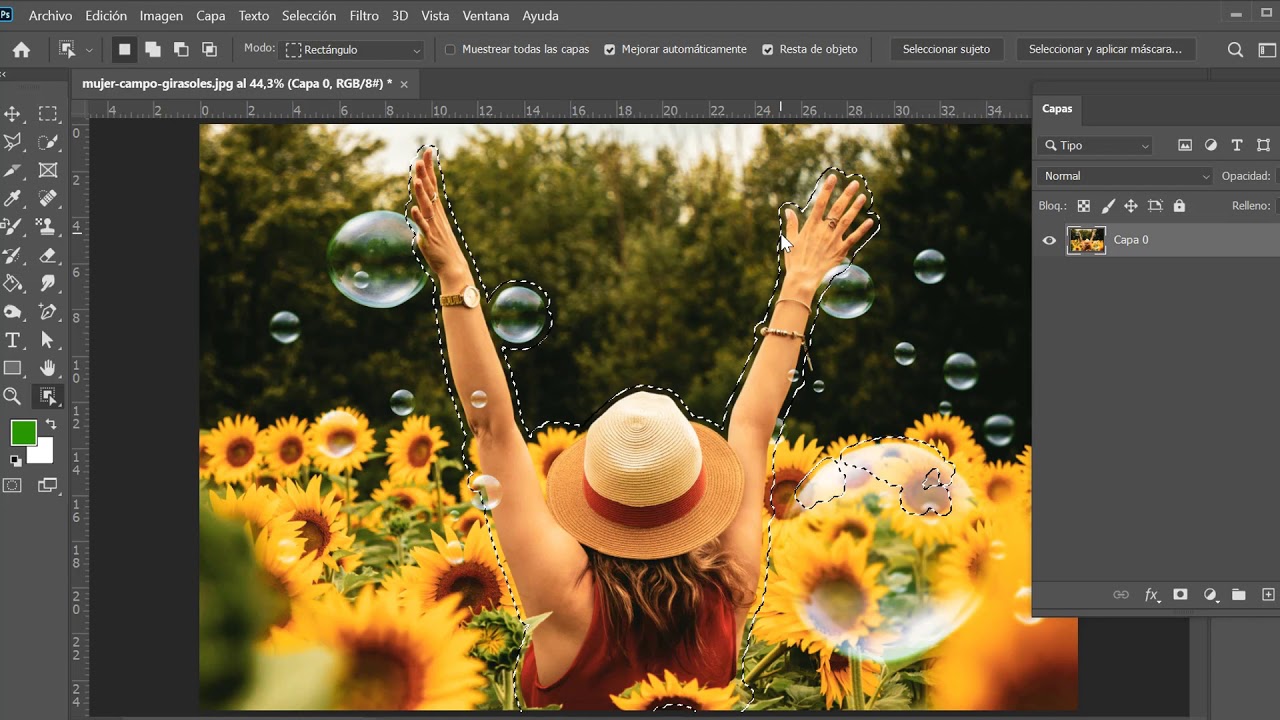 Ps Archivo Edición Imagen Capa Texto Selección Filtro 3D Vista Ventana Ayuda
Modo: Rectángulo Muestrear todas las capas Mejorar automáticamente Resta de objeto Seleccionar sujeto Seleccionar y aplicar máscara...
mujer-campo-girasoles.jpg al 44,3% (Capa 0, RGB/8#) * ×
4 2 0 2 4 6 8 10 12 14 16 18 20 22 24 26 28 30 32 34
0
2
4
6
8
10
12
14
16
18
20
22
24
Capas
Tipo
Normal Opacidad:
Bloq.: Relleno:
Capa 0
fx